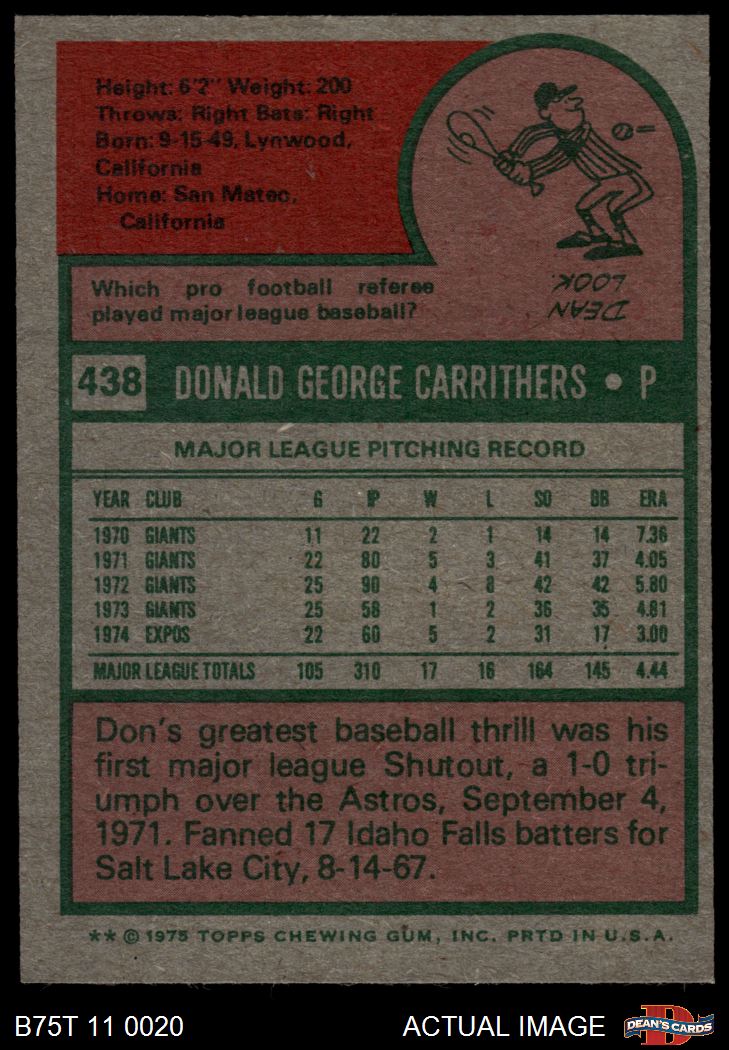 Height: 6'2" Weight: 200
Throws: Right Bats: Right
Born: 9-15-49, Lynwood,
California
Home: San Mateo,
California
Which pro football referee
played major league baseball?
DEAN
LOOK.
438 DONALD GEORGE CARRITHERS • P
MAJOR LEAGUE PITCHING RECORD
YEAR CLUB G IP W L SO BB ERA
1970 GIANTS 11 22 2 1 14 14 7.36
1971 GIANTS 22 80 5 3 41 37 4.05
1972 GIANTS 25 90 4 8 42 42 5.80
1973 GIANTS 25 58 1 2 36 35 4.81
1974 EXPOS 22 60 5 2 31 17 3.00
MAJOR LEAGUE TOTALS 105 310 17 16 164 145 4.44
Don's greatest baseball thrill was his
first major league Shutout, a 1-0 tri-
umph over the Astros, September 4,
1971. Fanned 17 Idaho Falls batters for
Salt Lake City, 8-14-67.
** © 1975 TOPPS CHEWING GUM, INC. PRTD IN U.S.A.
B75T 11 0020 ACTUAL IMAGE DEAN'S CARDS